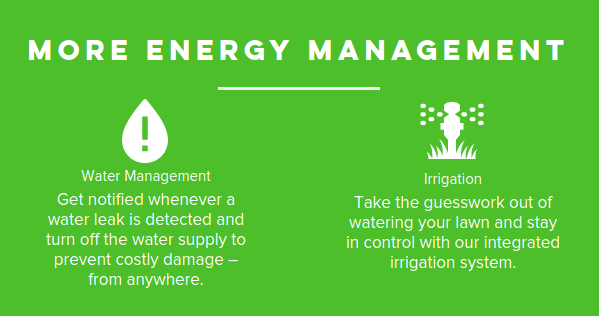 MORE ENERGY MANAGEMENT
Water Management
Get notified whenever a
water leak is detected and
turn off the water supply to
prevent costly damage –
from anywhere.
Irrigation
Take the guesswork out of
watering your lawn and stay
in control with our integrated
irrigation system.